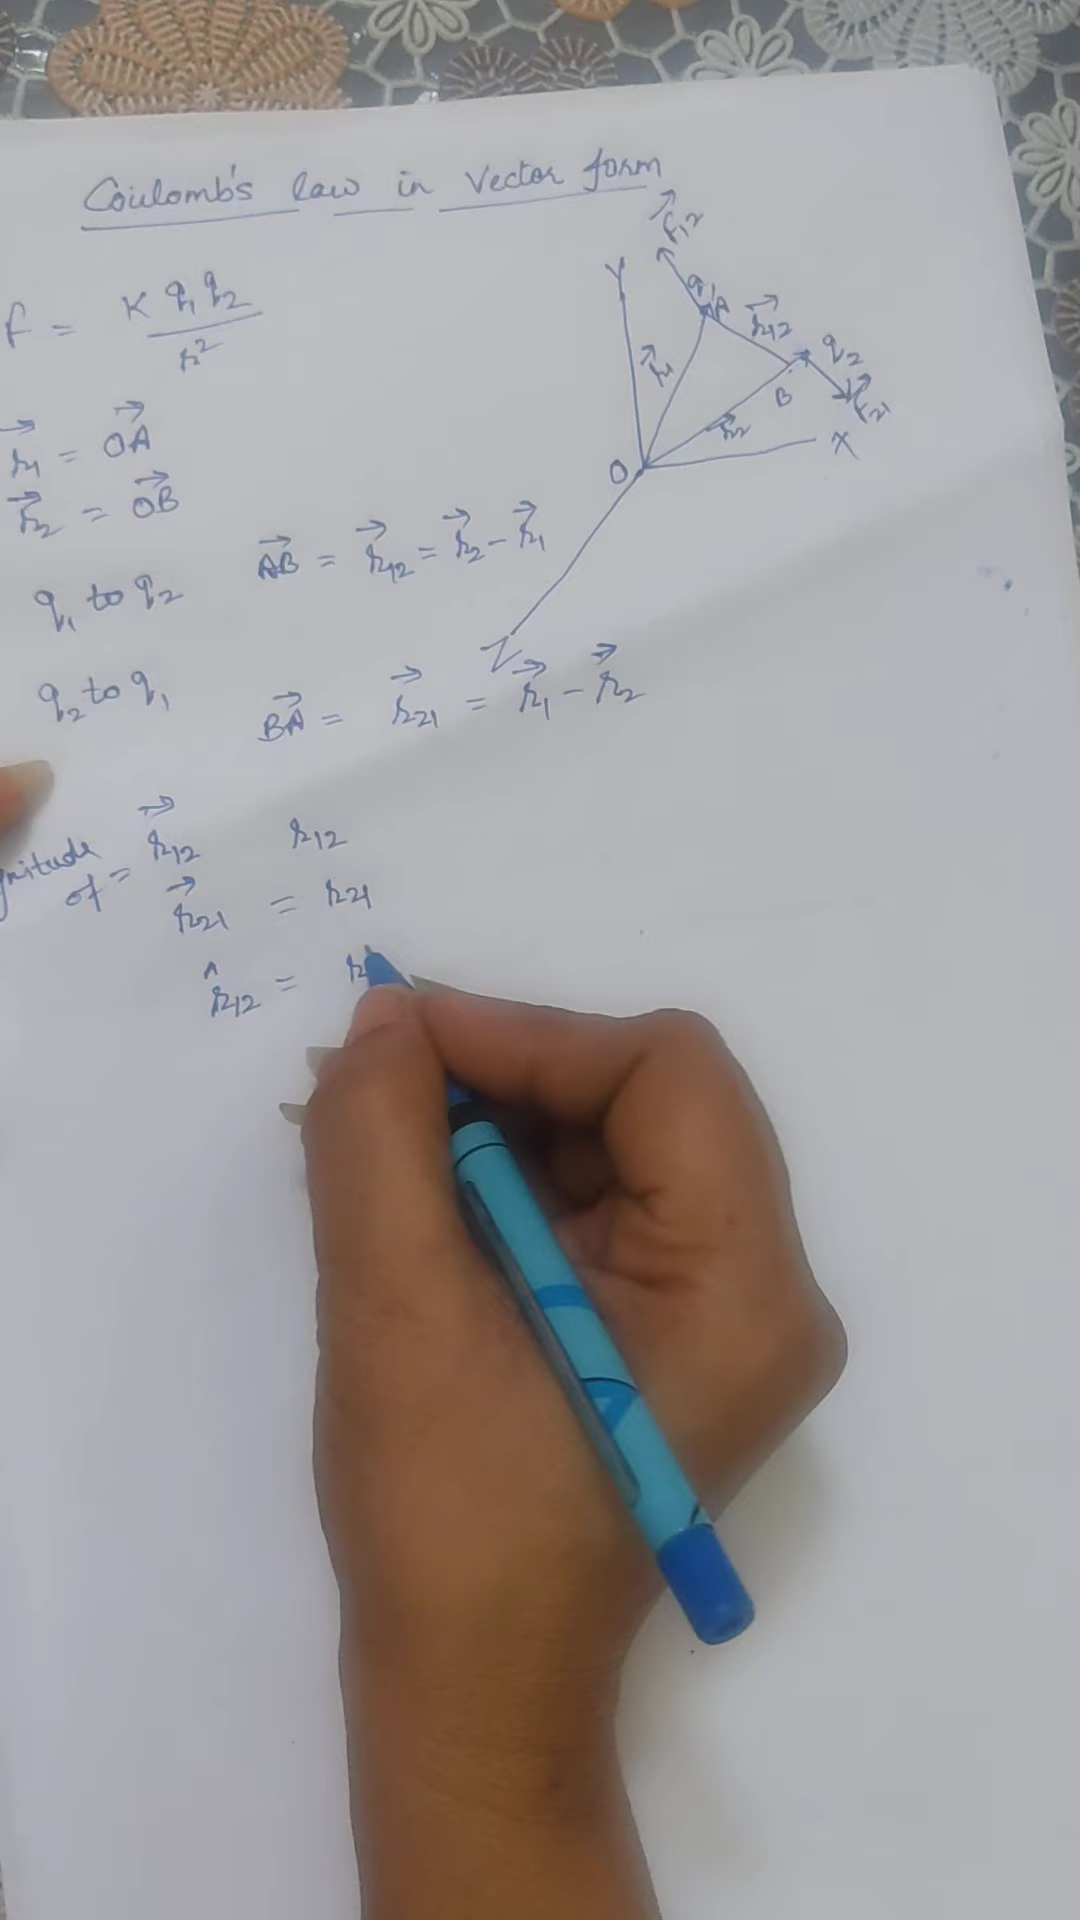 Coulomb's law in Vector form
F = K q₁ q₂ / r²
r₁⃗ = OA⃗
r₂⃗ = OB⃗
q₁ to q₂ AB⃗ = r₁₂⃗ = r₂⃗ - r₁⃗
q₂ to q₁ BA⃗ = r₂₁⃗ = r₁⃗ - r₂⃗
gnitude of = r₁₂⃗ r₁₂
r₂₁⃗ = r₂₁
r̂₁₂ = r
F₁₂⃗
Y
q₁ A
r₁₂⃗
q₂
r₁⃗
B
F₂₁⃗
r₂⃗
O
X
Z